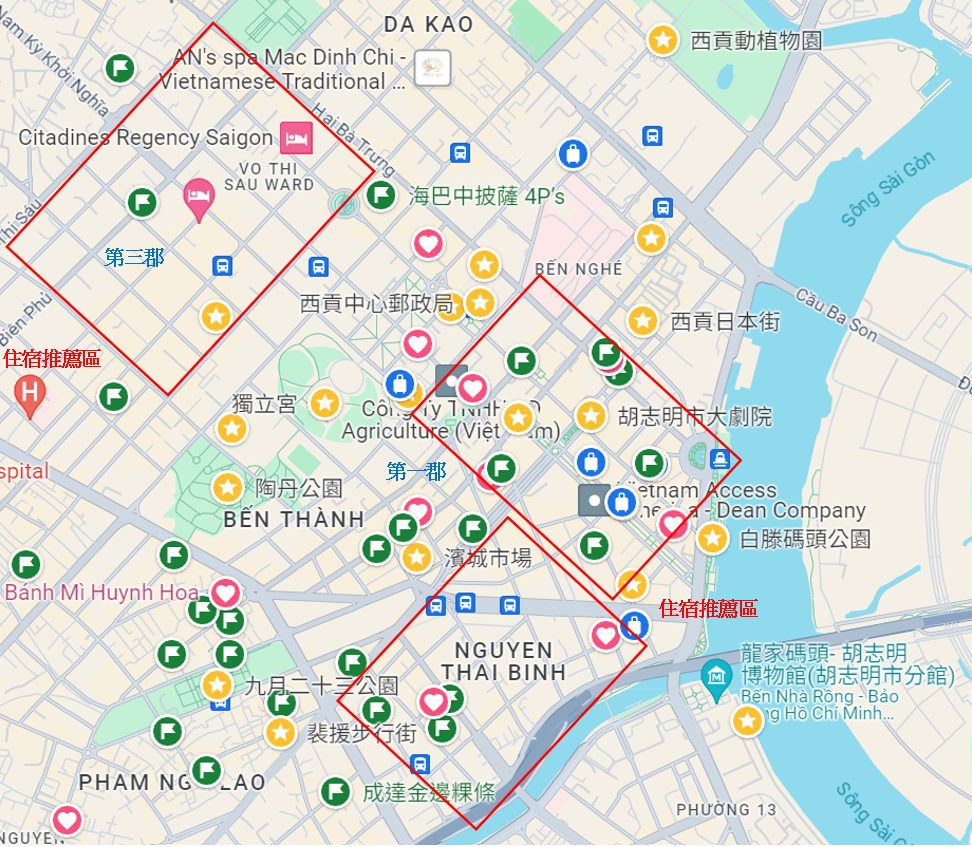 DA KAO
西貢動植物園
Nam Kỳ Khởi Nghĩa
AN's spa Mac Dinh Chi -
Vietnamese Traditional ...
Hai Bà Trưng
Citadines Regency Saigon
VO THI
SAU WARD
海巴中披薩 4P's
Sông Sài Gòn
Thị Sáu
第三郡
BẾN NGHÉ
Biên Phủ
西貢中心郵政局
Cầu Ba Son
西貢日本街
住宿推薦區
H
獨立宮
Công Ty TNHH
Agriculture (Việt Nam)
胡志明市大劇院
第一郡
spital
陶丹公園
Vietnam Access
America - Dean Company
BẾN THÀNH
白滕碼頭公園
濱城市場
Bánh Mì Huynh Hoa
住宿推薦區
NGUYEN
THAI BINH
龍家碼頭- 胡志明
博物館(胡志明市分館)
Bến Nhà Rồng - Bảo
ng Hồ Chí Minh...
九月二十三公園
裴援步行街
PHAM NGU LAO
成達金邊粿條
PHƯỜNG 13
Sông Sài G
NGUYEN